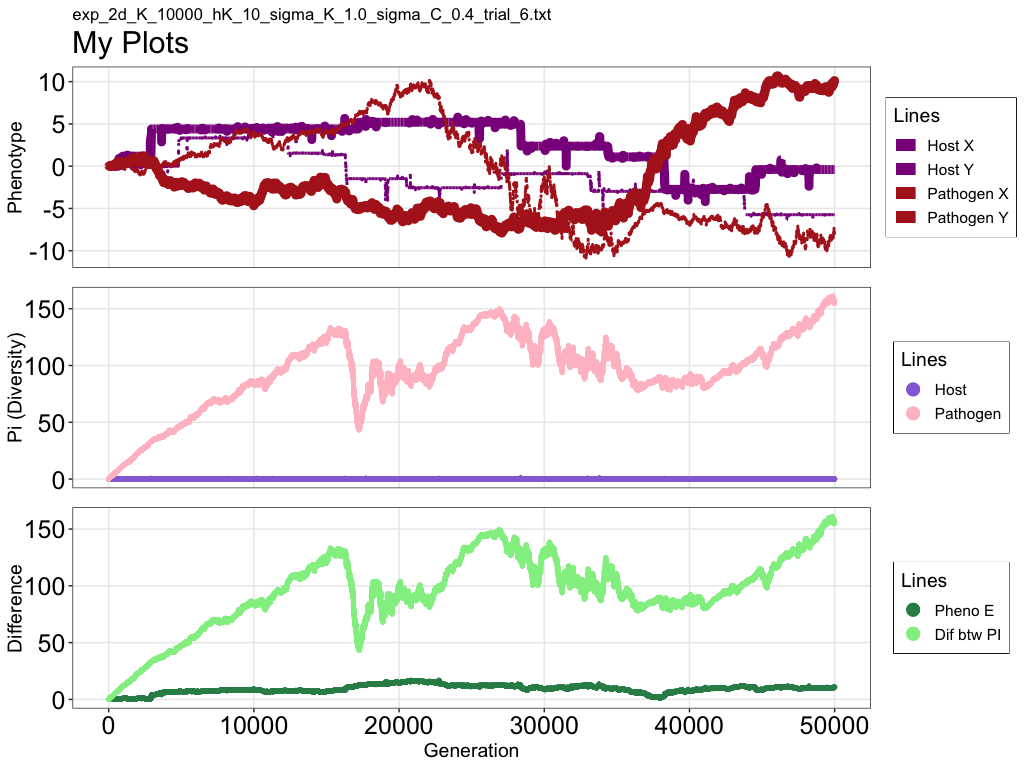 exp_2d_K_10000_hK_10_sigma_K_1.0_sigma_C_0.4_trial_6.txt
My Plots
Phenotype
10
5
0
-5
-10
Lines
Host X
Host Y
Pathogen X
Pathogen Y
Pi (Diversity)
150
100
50
0
Lines
Host
Pathogen
Difference
150
100
50
0
Lines
Pheno E
Dif btw PI
0 10000 20000 30000 40000 50000
Generation